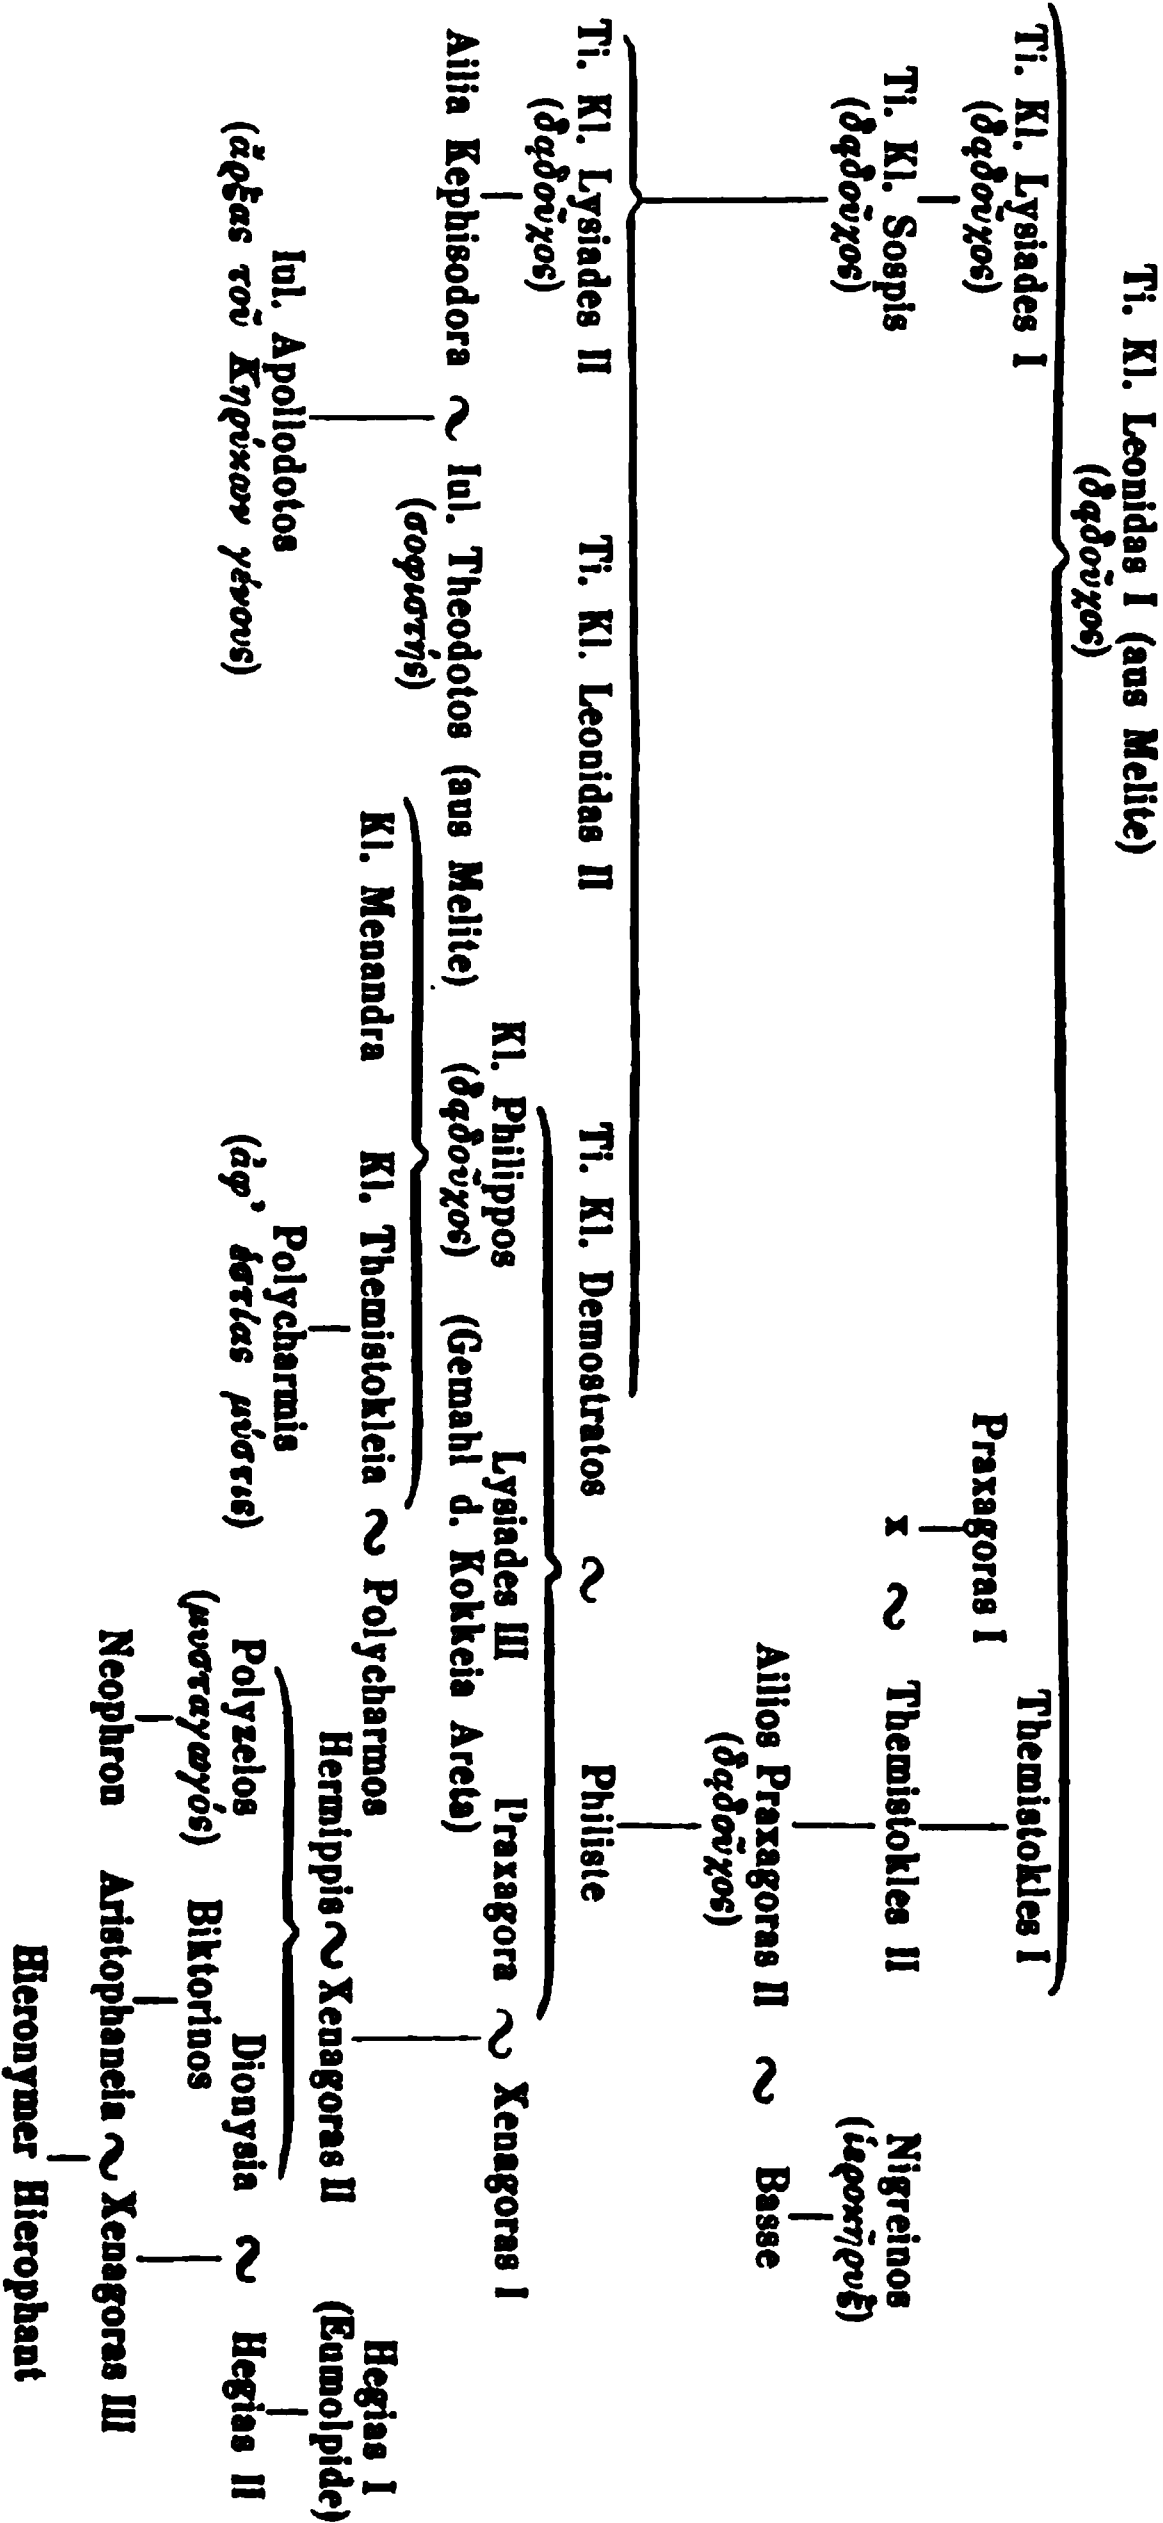 Ti. Kl. Leonidas I (aus Melite)
(δᾳδοῦχος)
Ti. Kl. Lysiades I
(δᾳδοῦχος)
Praxagoras I
Themistokles I
Ti. Kl. Sospis
(δᾳδοῦχος)
x ~ Themistokles II
Nigreinos
(ἱεροκῆρυξ)
Ailios Praxagoras II ~ Basse
(δᾳδοῦχος)
Ti. Kl. Lysiades II
(δᾳδοῦχος)
Ti. Kl. Leonidas II
Ti. Kl. Demostratos ~ Philiste
Kl. Philippos
(δᾳδοῦχος)
Lysiades III
(Gemahl d. Kokkeia Areta)
Praxagora ~ Xenagoras I
Ailia Kephisodora ~ Iul. Theodotos (aus Melite)
(σοφιστής)
Kl. Menandra
Kl. Themistokleia ~ Polycharmos
Hermippis ~ Xenagoras II
Hegias I
(Eumolpide)
Iul. Apollodotos
(ἄρξας τοῦ Κηρύκων γένους)
Polycharmis
(ἀφ’ ἑστίας μύστις)
Polyzelos
(μυσταγωγός)
Biktorinos
Dionysia ~ Hegias II
Neophron
Aristophaneia ~ Xenagoras III
Hieronymer Hierophant